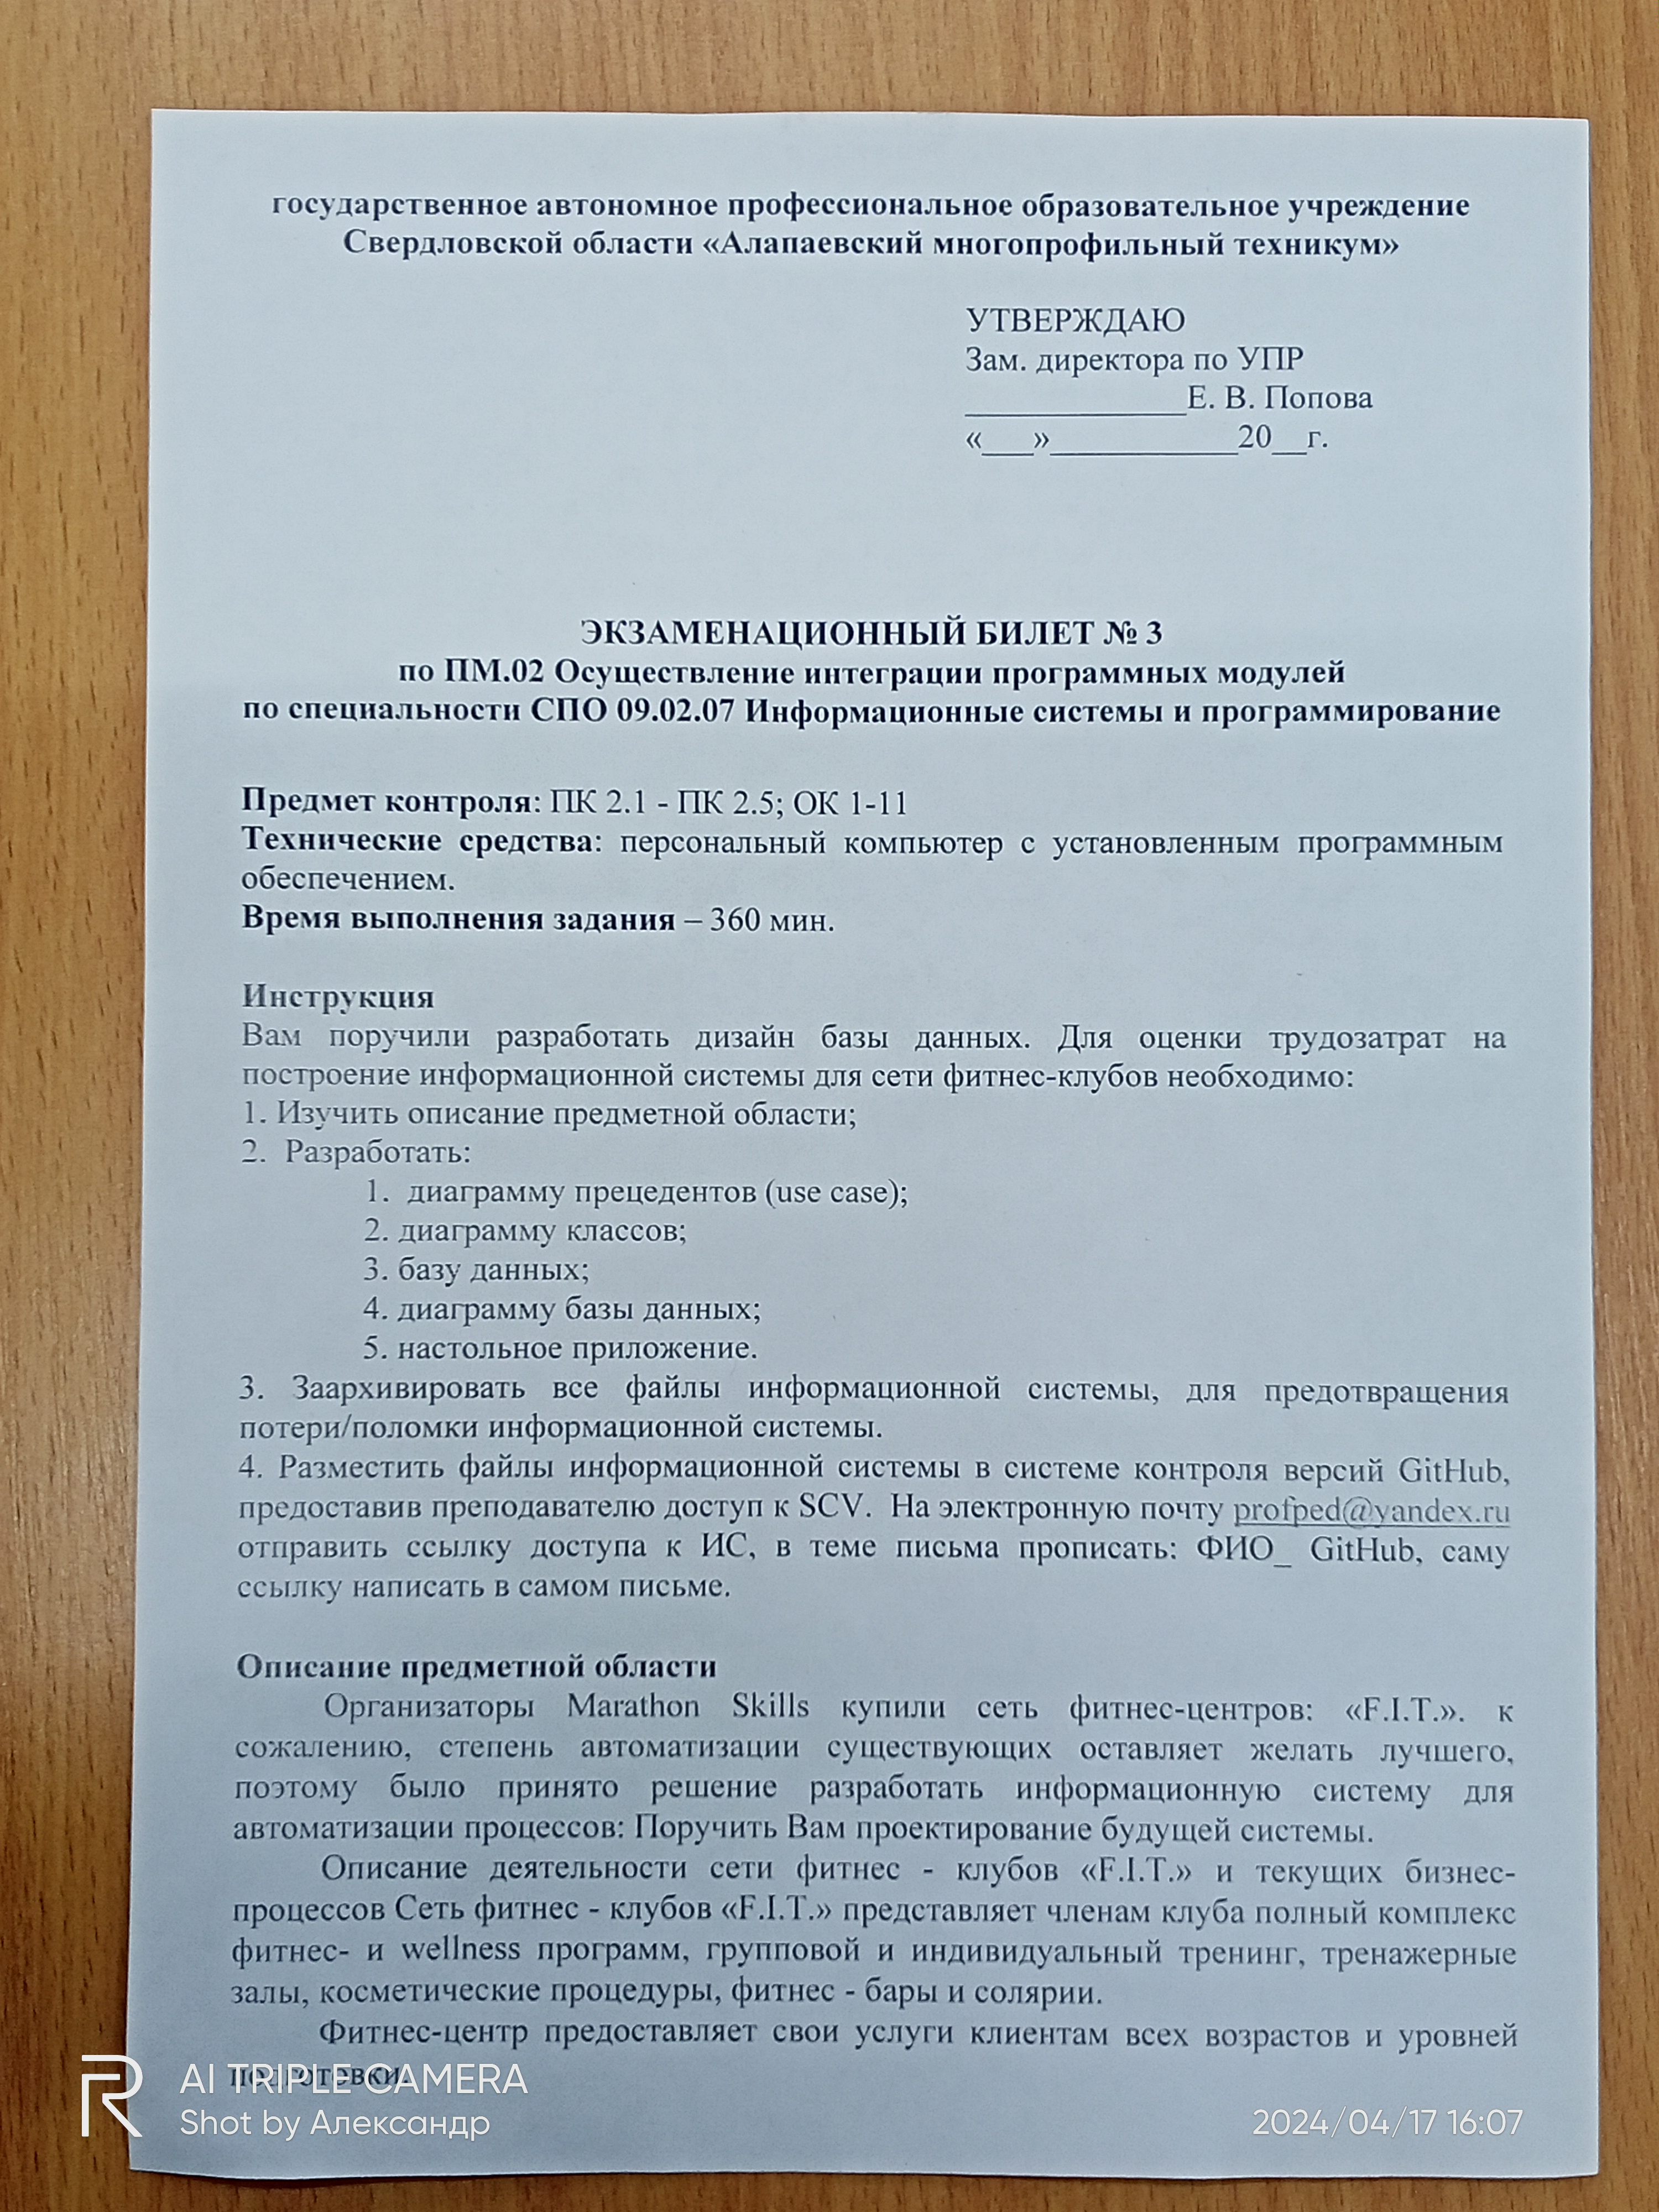 государственное автономное профессиональное образовательное учреждение
Свердловской области «Алапаевский многопрофильный техникум»
УТВЕРЖДАЮ
Зам. директора по УПР
_____________Е. В. Попова
«___»___________20__г.
ЭКЗАМЕНАЦИОННЫЙ БИЛЕТ № 3
по ПМ.02 Осуществление интеграции программных модулей
по специальности СПО 09.02.07 Информационные системы и программирование
Предмет контроля: ПК 2.1 - ПК 2.5; ОК 1-11
Технические средства: персональный компьютер с установленным программным
обеспечением.
Время выполнения задания – 360 мин.
Инструкция
Вам поручили разработать дизайн базы данных. Для оценки трудозатрат на
построение информационной системы для сети фитнес-клубов необходимо:
1. Изучить описание предметной области;
2. Разработать:
1. диаграмму прецедентов (use case);
2. диаграмму классов;
3. базу данных;
4. диаграмму базы данных;
5. настольное приложение.
3. Заархивировать все файлы информационной системы, для предотвращения
потери/поломки информационной системы.
4. Разместить файлы информационной системы в системе контроля версий GitHub,
предоставив преподавателю доступ к SCV. На электронную почту profped@yandex.ru
отправить ссылку доступа к ИС, в теме письма прописать: ФИО_ GitHub, саму
ссылку написать в самом письме.
Описание предметной области
Организаторы Marathon Skills купили сеть фитнес-центров: «F.I.T.». к
сожалению, степень автоматизации существующих оставляет желать лучшего,
поэтому было принято решение разработать информационную систему для
автоматизации процессов: Поручить Вам проектирование будущей системы.
Описание деятельности сети фитнес - клубов «F.I.T.» и текущих бизнес-
процессов Сеть фитнес - клубов «F.I.T.» представляет членам клуба полный комплекс
фитнес- и wellness программ, групповой и индивидуальный тренинг, тренажерные
залы, косметические процедуры, фитнес - бары и солярии.
Фитнес-центр предоставляет свои услуги клиентам всех возрастов и уровней
подготовки.
AI TRIPLE CAMERA
Shot by Александр
2024/04/17 16:07